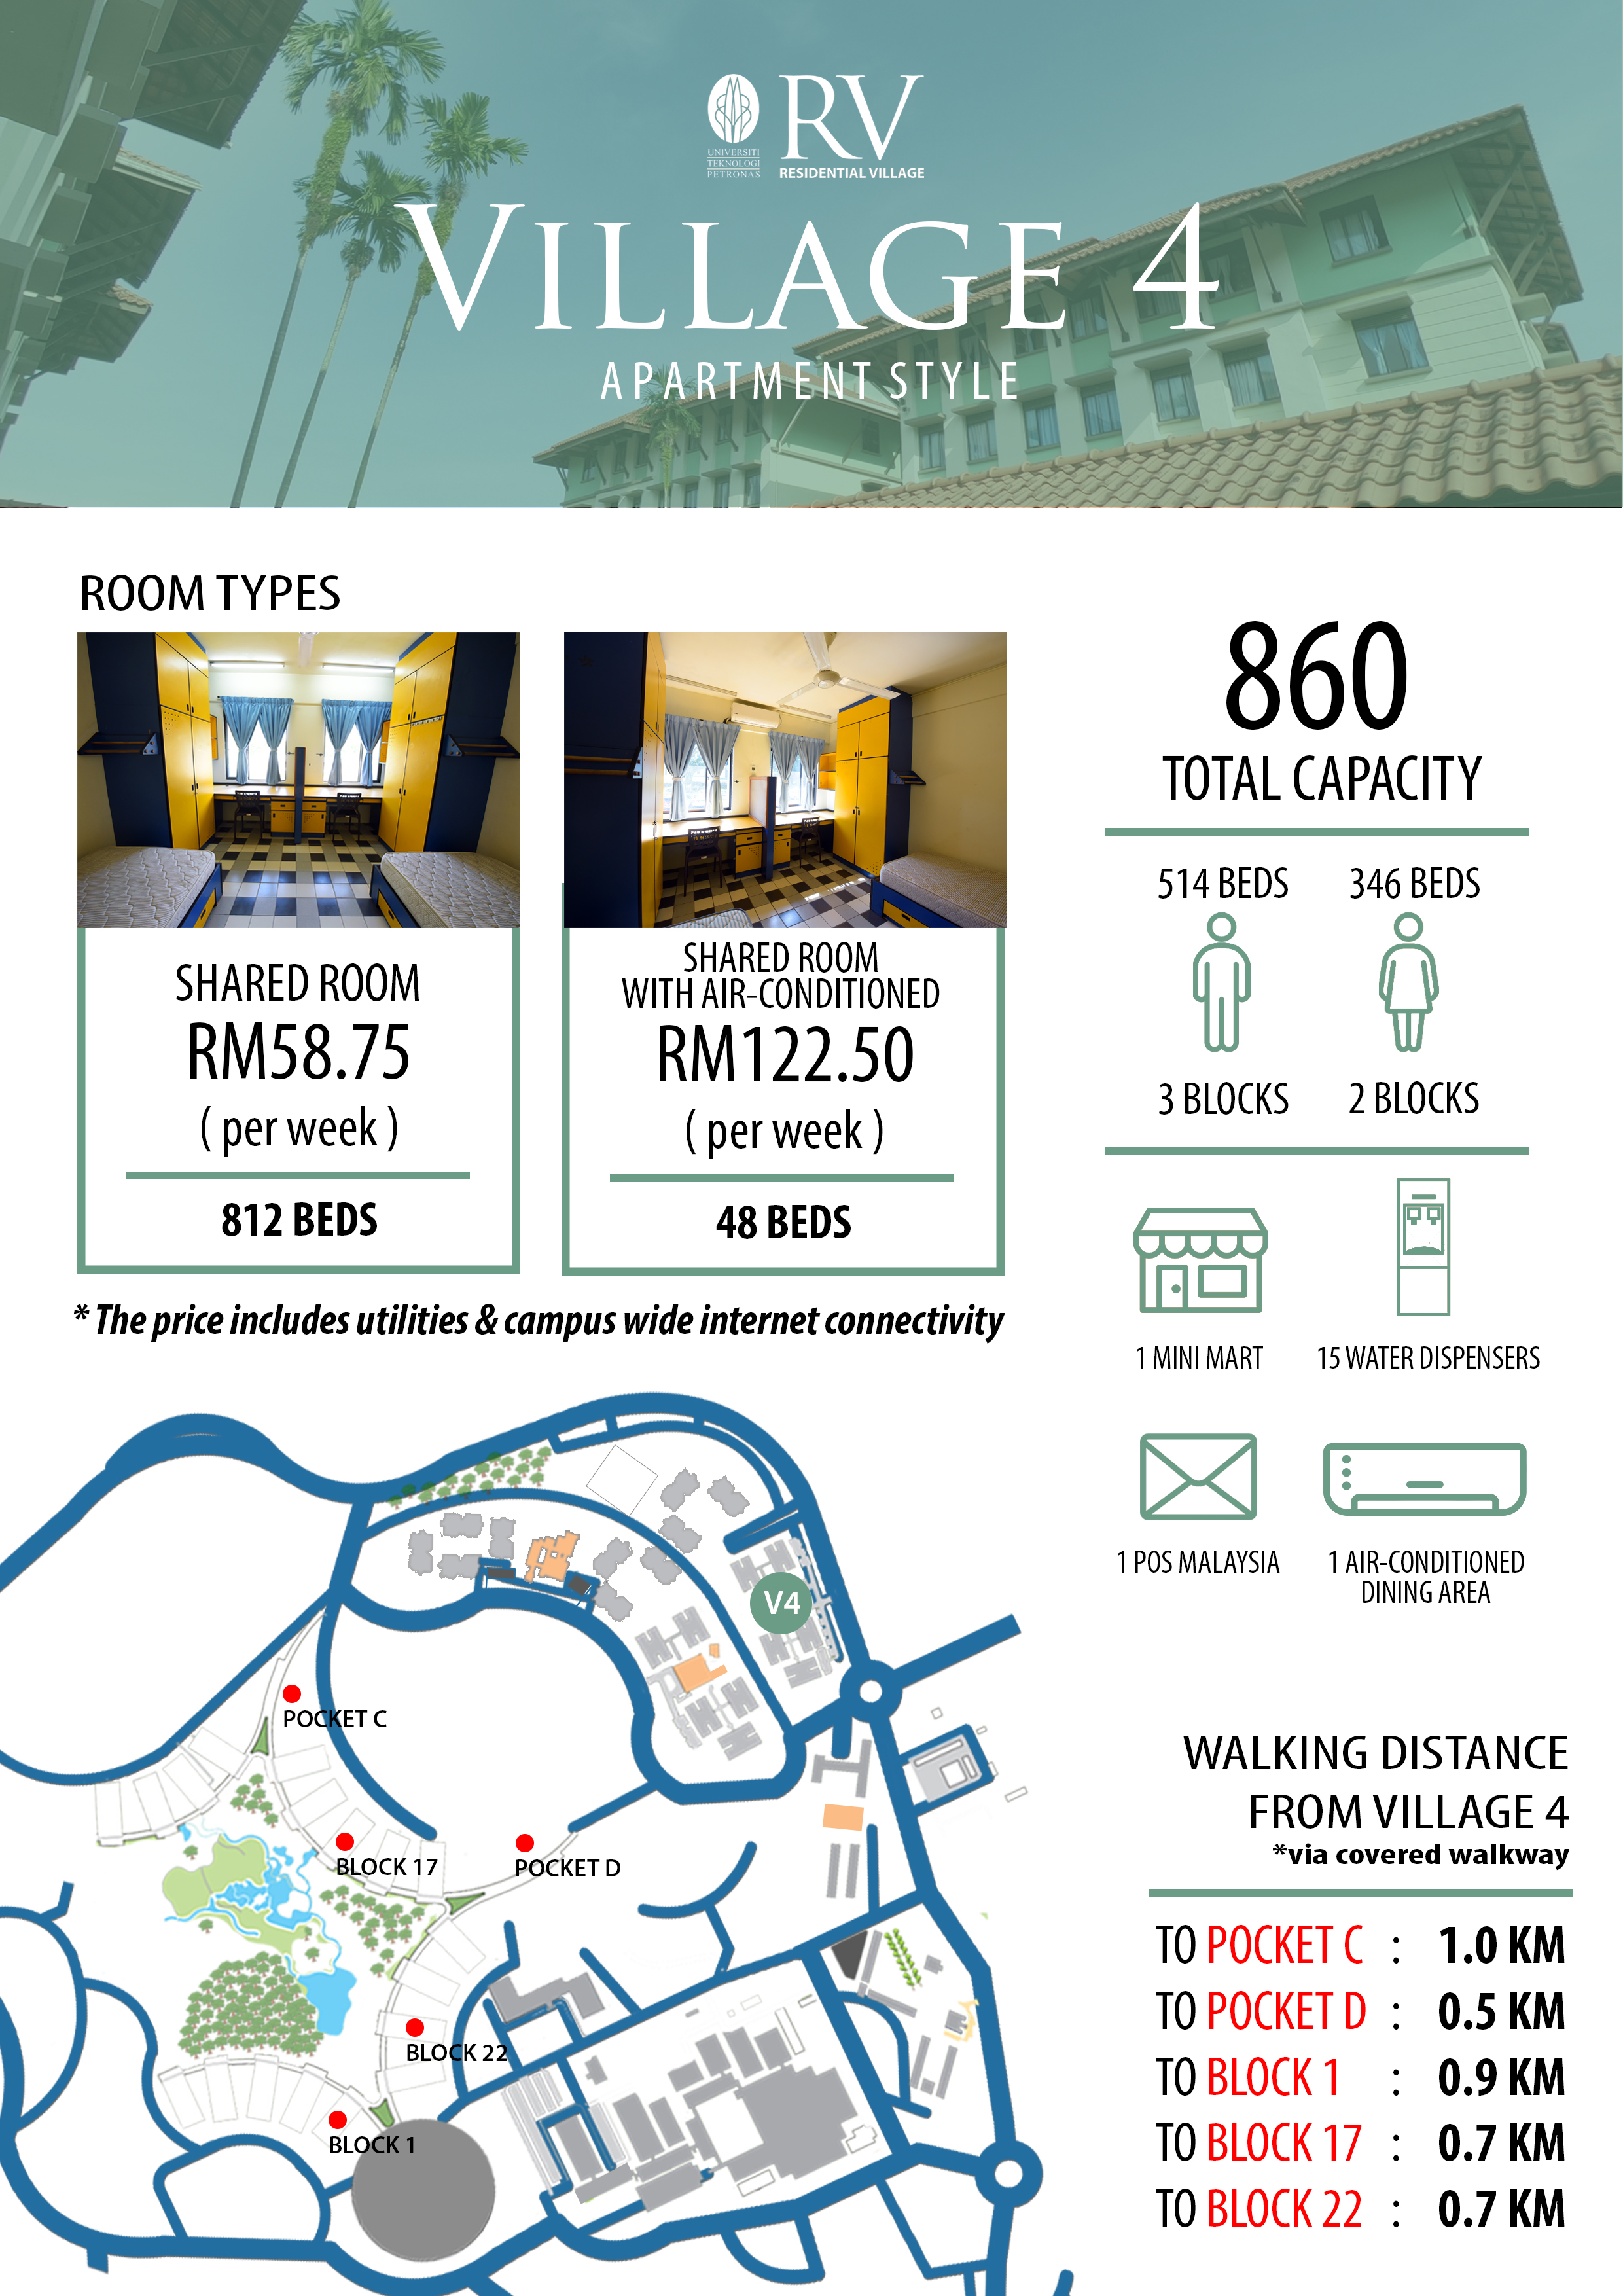 UNIVERSITI
TEKNOLOGI
PETRONAS
RV
RESIDENTIAL VILLAGE
VILLAGE 4
APARTMENT STYLE
ROOM TYPES
SHARED ROOM
RM58.75
( per week )
812 BEDS
SHARED ROOM
WITH AIR-CONDITIONED
RM122.50
( per week )
48 BEDS
* The price includes utilities & campus wide internet connectivity
860
TOTAL CAPACITY
514 BEDS
346 BEDS
3 BLOCKS
2 BLOCKS
1 MINI MART
15 WATER DISPENSERS
1 POS MALAYSIA
1 AIR-CONDITIONED
DINING AREA
V4
POCKET C
BLOCK 17
POCKET D
BLOCK 22
BLOCK 1
WALKING DISTANCE
FROM VILLAGE 4
*via covered walkway
TO POCKET C : 1.0 KM
TO POCKET D : 0.5 KM
TO BLOCK 1 : 0.9 KM
TO BLOCK 17 : 0.7 KM
TO BLOCK 22 : 0.7 KM